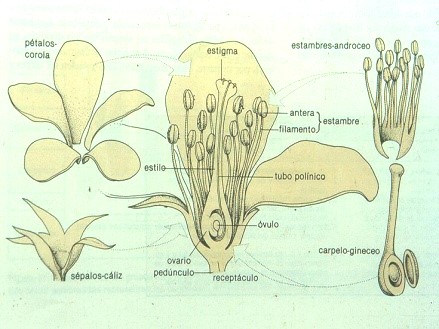 pétalos-
corola
estigma
estambres-androceo
antera
estambre
filamento
estilo
tubo polínico
óvulo
ovario
pedúnculo
receptáculo
sépalos-cáliz
carpelo-gineceo